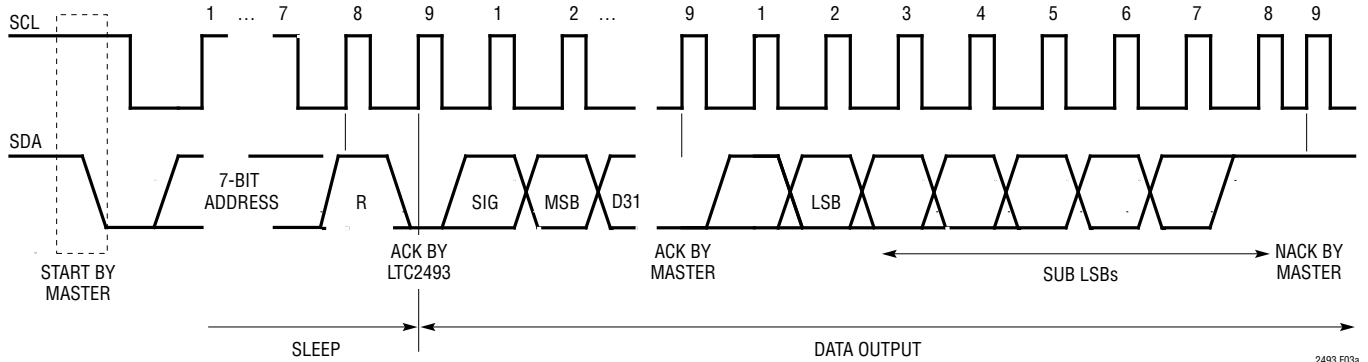 1 … 7 8 9 1 2 … 9 1 2 3 4 5 6 7 8 9
SCL
SDA
7-BIT
ADDRESS
R
SIG
MSB
D31
LSB
START BY
MASTER
ACK BY
LTC2493
ACK BY
MASTER
SUB LSBs
NACK BY
MASTER
SLEEP
DATA OUTPUT
2493 F03a